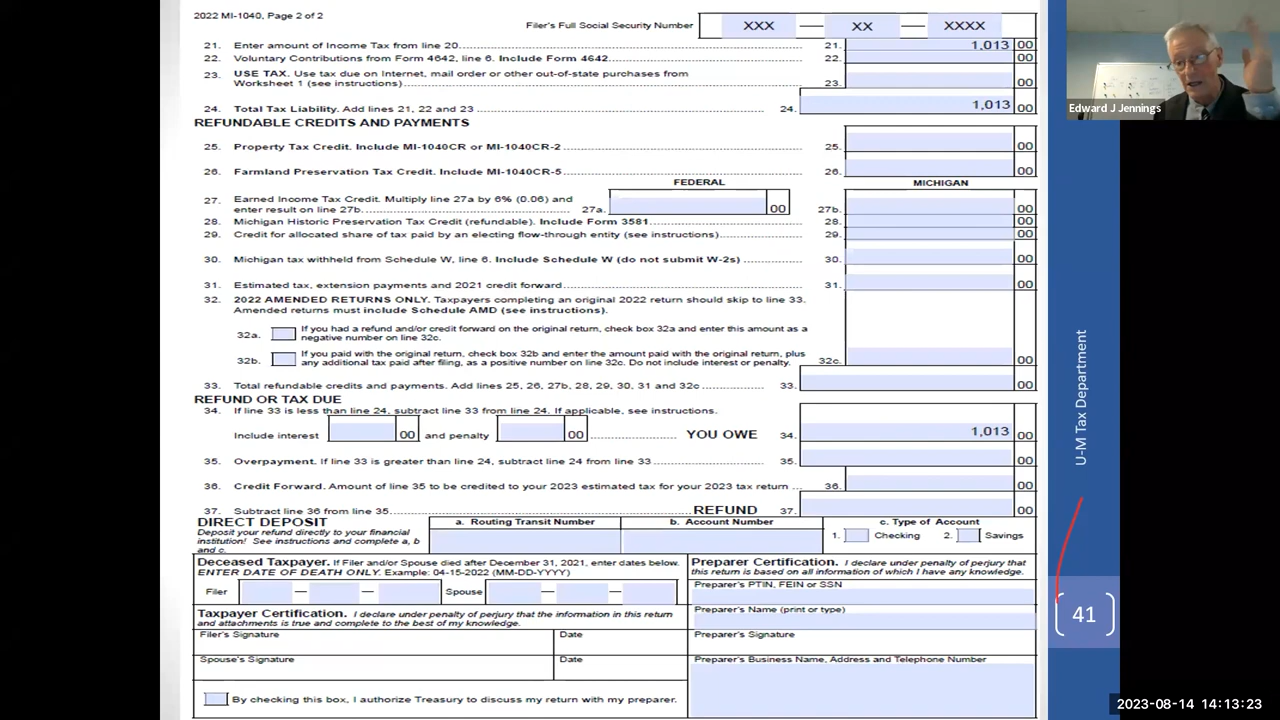 2022 MI-1040, Page 2 of 2
Filer's Full Social Security Number XXX — XX — XXXX
21. Enter amount of Income Tax from line 20 21. 1,013 00
22. Voluntary Contributions from Form 4642, line 6. Include Form 4642 22. 00
23. USE TAX. Use tax due on Internet, mail order or other out-of-state purchases from
Worksheet 1 (see instructions) 23. 00
24. Total Tax Liability. Add lines 21, 22 and 23 24. 1,013 00
REFUNDABLE CREDITS AND PAYMENTS
25. Property Tax Credit. Include MI-1040CR or MI-1040CR-2 25. 00
26. Farmland Preservation Tax Credit. Include MI-1040CR-5 26. 00
FEDERAL MICHIGAN
27. Earned Income Tax Credit. Multiply line 27a by 6% (0.06) and
enter result on line 27b. 27a. 00 27b. 00
28. Michigan Historic Preservation Tax Credit (refundable). Include Form 3581 28. 00
29. Credit for allocated share of tax paid by an electing flow-through entity (see instructions) 29. 00
30. Michigan tax withheld from Schedule W, line 6. Include Schedule W (do not submit W-2s) 30. 00
31. Estimated tax, extension payments and 2021 credit forward 31. 00
32. 2022 AMENDED RETURNS ONLY. Taxpayers completing an original 2022 return should skip to line 33.
Amended returns must include Schedule AMD (see instructions).
32a. If you had a refund and/or credit forward on the original return, check box 32a and enter this amount as a
negative number on line 32c.
32b. If you paid with the original return, check box 32b and enter the amount paid with the original return, plus
any additional tax paid after filing, as a positive number on line 32c. Do not include interest or penalty. 32c. 00
33. Total refundable credits and payments. Add lines 25, 26, 27b, 28, 29, 30, 31 and 32c 33. 00
REFUND OR TAX DUE
34. If line 33 is less than line 24, subtract line 33 from line 24. If applicable, see instructions.
Include interest 00 and penalty 00 YOU OWE 34. 1,013 00
35. Overpayment. If line 33 is greater than line 24, subtract line 24 from line 33 35. 00
36. Credit Forward. Amount of line 35 to be credited to your 2023 estimated tax for your 2023 tax return ... 36. 00
37. Subtract line 36 from line 35. REFUND 37. 00
DIRECT DEPOSIT
Deposit your refund directly to your financial
institution! See instructions and complete a, b
and c.
a. Routing Transit Number
b. Account Number
c. Type of Account
1. Checking 2. Savings
Deceased Taxpayer. If Filer and/or Spouse died after December 31, 2021, enter dates below.
ENTER DATE OF DEATH ONLY. Example: 04-15-2022 (MM-DD-YYYY)
Filer — — Spouse — —
Preparer Certification. I declare under penalty of perjury that
this return is based on all information of which I have any knowledge.
Preparer's PTIN, FEIN or SSN
Preparer's Name (print or type)
Taxpayer Certification. I declare under penalty of perjury that the information in this return
and attachments is true and complete to the best of my knowledge.
Filer's Signature Date
Preparer's Signature
Spouse's Signature Date
Preparer's Business Name, Address and Telephone Number
By checking this box, I authorize Treasury to discuss my return with my preparer.
Edward J Jennings
U-M Tax Department
41
2023-08-14 14:13:23